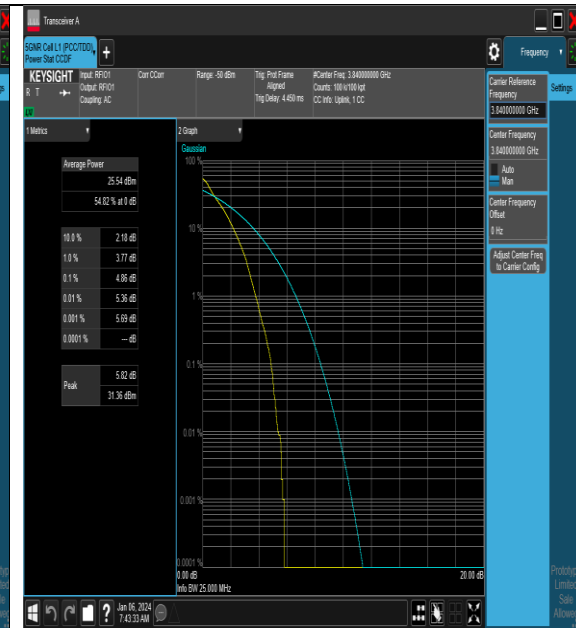 Transceiver A
5GNR Cell L1 (PCC/TDD),
Power Stat CCDF
Frequency
KEYSIGHT
R T
Input: RFIO1
Output: RFIO1
Coupling: AC
Corr CCorr
Range: -50 dBm
Trig: Prot Frame
Aligned
Trig Delay: 4.450 ms
#Center Freq: 3.840000000 GHz
Counts: 100 k/100 kpt
CC Info: Uplink, 1 CC
Carrier Reference
Frequency
3.840000000 GHz
Settings
1 Metrics
2 Graph
Center Frequency
3.840000000 GHz
Auto
Man
Center Frequency
Offset
0 Hz
Adjust Center Freq
to Carrier Config
Average Power
25.54 dBm
54.82 % at 0 dB
10.0 % 2.18 dB
1.0 % 3.77 dB
0.1 % 4.86 dB
0.01 % 5.36 dB
0.001 % 5.69 dB
0.0001 % --- dB
Peak
5.82 dB
31.36 dBm
Gaussian
100 %
10 %
1 %
0.1 %
0.01 %
0.001 %
0.0001 %
0.00 dB
20.00 dB
Info BW 25.000 MHz
?
Jan 06, 2024
7:43:33 AM